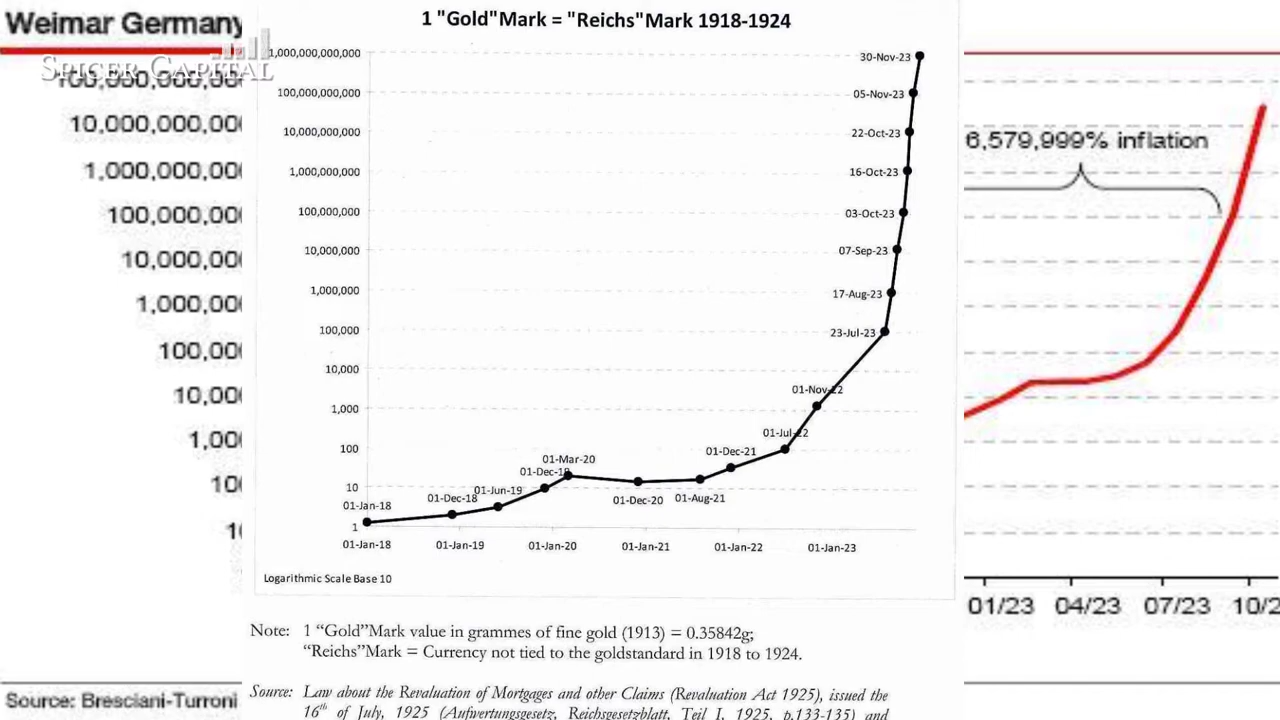 Weimar Germany
SPICER CAPITAL
1 "Gold"Mark = "Reichs"Mark 1918-1924
1,000,000,000,000
100,000,000,000
10,000,000,000
1,000,000,000
100,000,000
10,000,000
1,000,000
100,000
10,000
1,000
100
10
1
30-Nov-23
05-Nov-23
22-Oct-23
16-Oct-23
03-Oct-23
07-Sep-23
17-Aug-23
23-Jul-23
01-Nov-22
01-Jul-22
01-Dec-21
01-Aug-21
01-Dec-20
01-Mar-20
01-Dec-19
01-Jun-19
01-Dec-18
01-Jan-18
01-Jan-18 01-Jan-19 01-Jan-20 01-Jan-21 01-Jan-22 01-Jan-23
Logarithmic Scale Base 10
Note: 1 “Gold”Mark value in grammes of fine gold (1913) = 0.35842g;
“Reichs”Mark = Currency not tied to the goldstandard in 1918 to 1924.
Source: Law about the Revaluation of Mortgages and other Claims (Revaluation Act 1925), issued the
16th of July, 1925 (Aufwertungsgesetz, Reichsgesetzblatt, Teil I, 1925, p.133-135) and
100,000,000,00
10,000,000,00
1,000,000,00
100,000,00
10,000,00
1,000,00
100,00
10,00
1,00
10
1
6,579,999% inflation
01/23 04/23 07/23 10/2
Source: Bresciani-Turroni